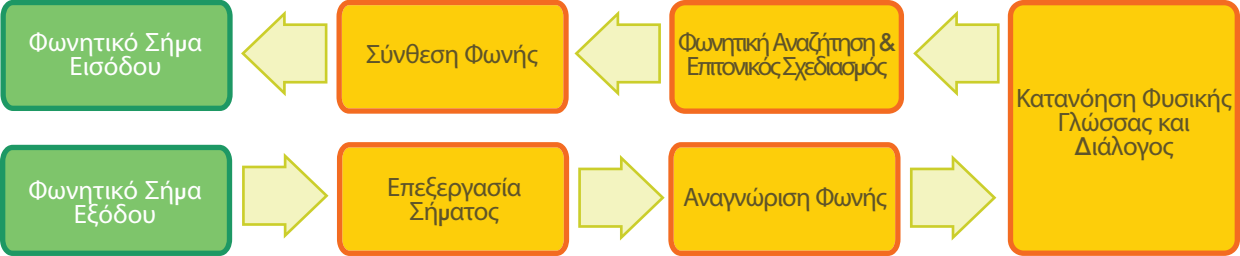 Φωνητικό Σήμα
Εισόδου
Σύνθεση Φωνής
Φωνητική Αναζήτηση &
Επιτονικός Σχεδιασμός
Κατανόηση Φυσικής
Γλώσσας και
Διάλογος
Φωνητικό Σήμα
Εξόδου
Επεξεργασία
Σήματος
Αναγνώριση Φωνής